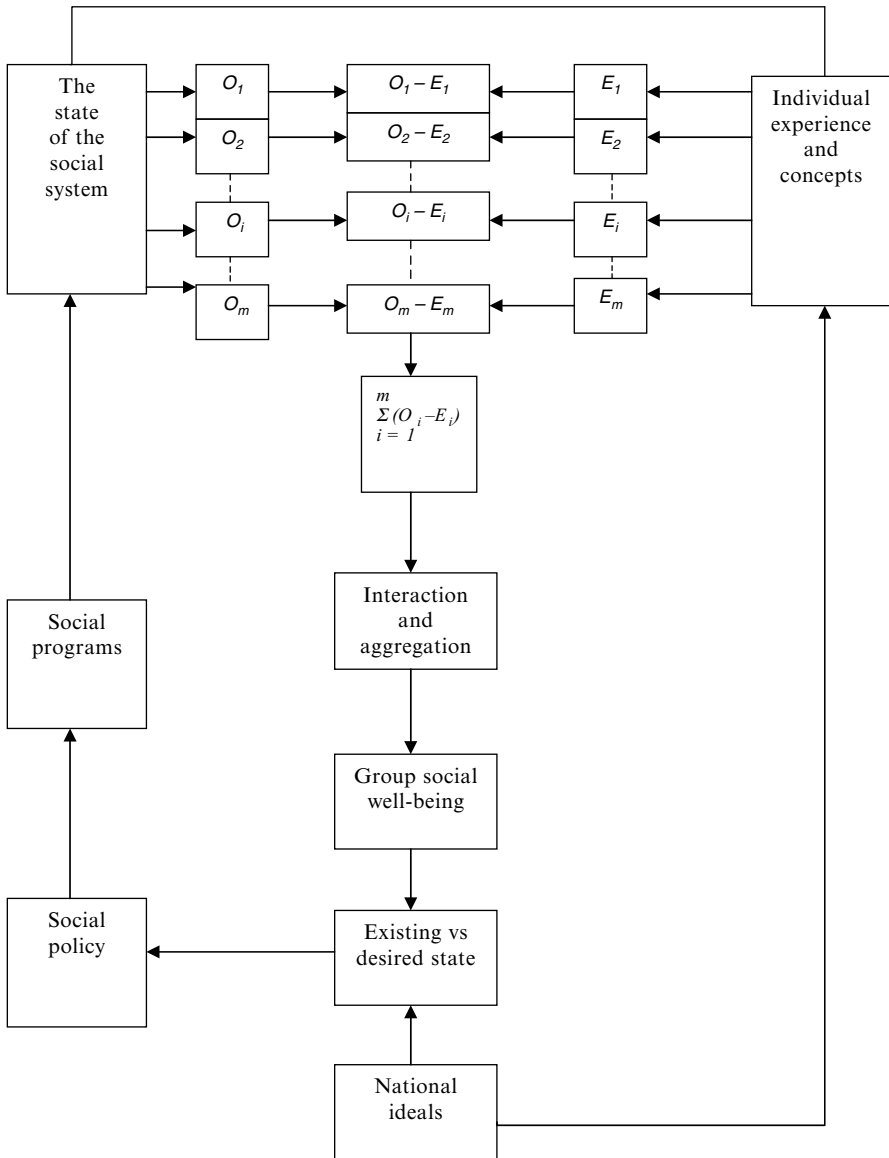 The
state
of the
social
system
O1
O1 – E1
E1
O2
O2 – E2
E2
Oi
Oi – Ei
Ei
Om
Om – Em
Em
Individual
experience
and
concepts
m
Σ (O i –E i)
i = 1
Interaction
and
aggregation
Social
programs
Group social
well-being
Social
policy
Existing vs
desired state
National
ideals